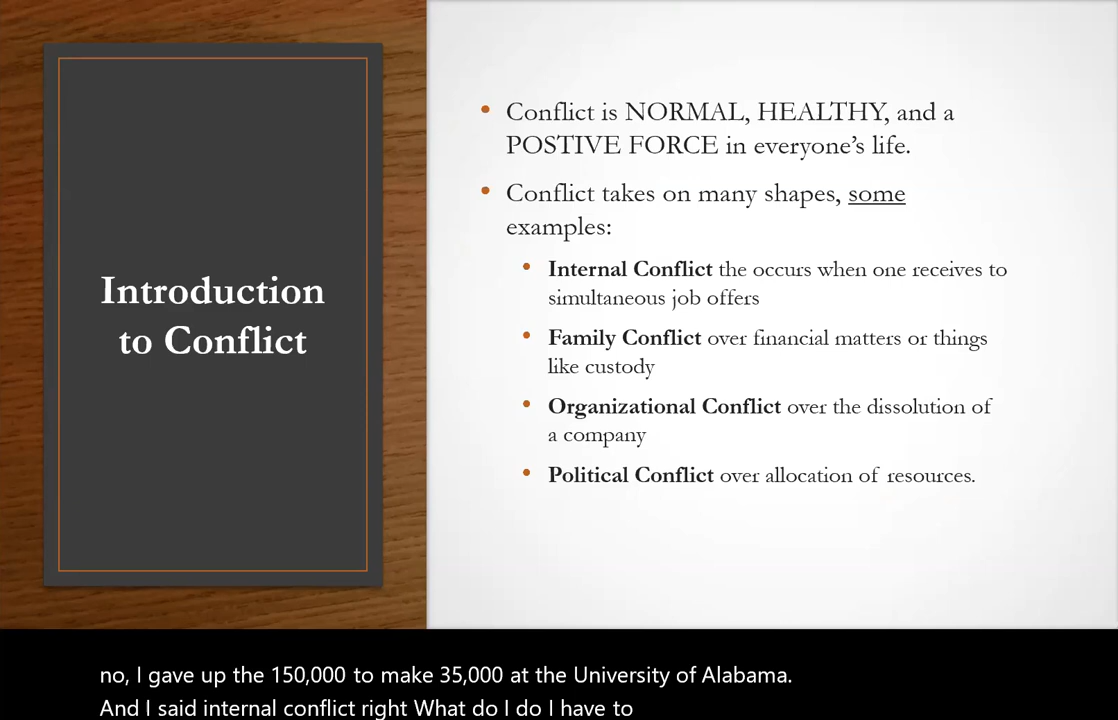 Introduction
to Conflict
Conflict is NORMAL, HEALTHY, and a
POSTIVE FORCE in everyone's life.
Conflict takes on many shapes, some
examples:
Internal Conflict the occurs when one receives to
simultaneous job offers
Family Conflict over financial matters or things
like custody
Organizational Conflict over the dissolution of
a company
Political Conflict over allocation of resources.
no, I gave up the 150,000 to make 35,000 at the University of Alabama.
And I said internal conflict right What do I do I have to